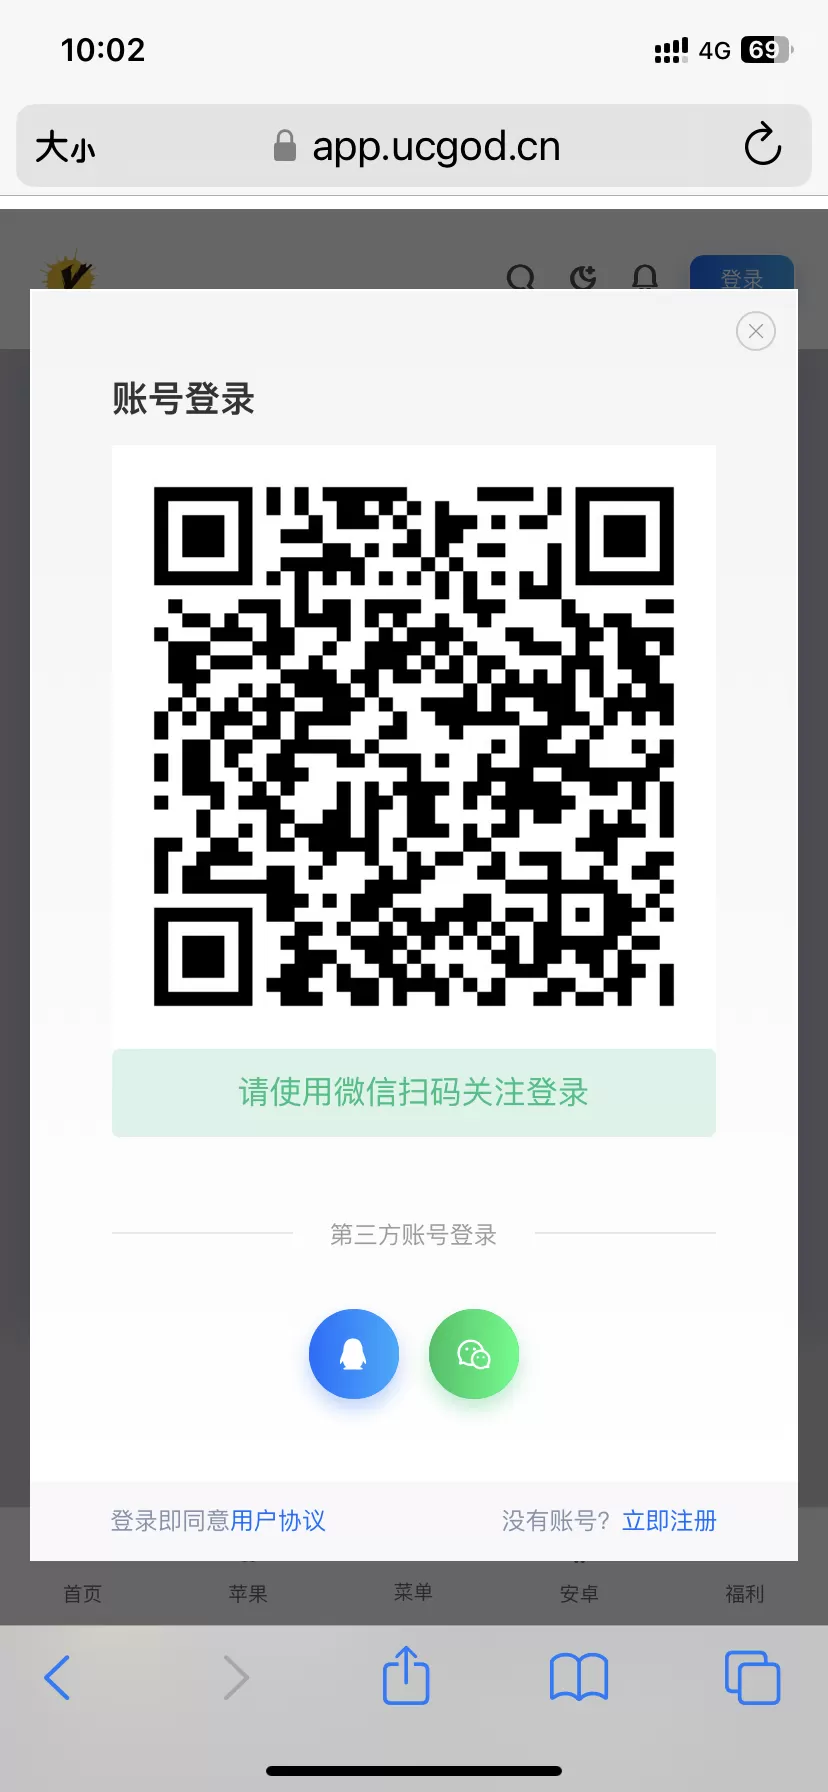 10:02
4G 69
大小 app.ucgod.cn
登录
账号登录
请使用微信扫码关注登录
第三方账号登录
登录即同意用户协议 没有账号? 立即注册
首页 苹果 菜单 安卓 福利